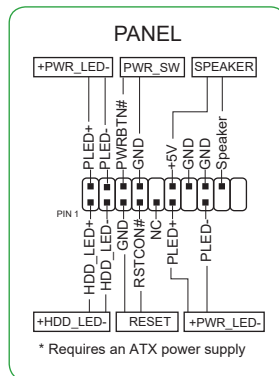 PANEL
+PWR_LED- PWR_SW SPEAKER
PLED+ PLED- PWRBTN# GND +5V GND GND Speaker
PIN 1
HDD_LED+ HDD_LED- GND RSTCON# NC PLED+ PLED-
+HDD_LED- RESET +PWR_LED-
* Requires an ATX power supply